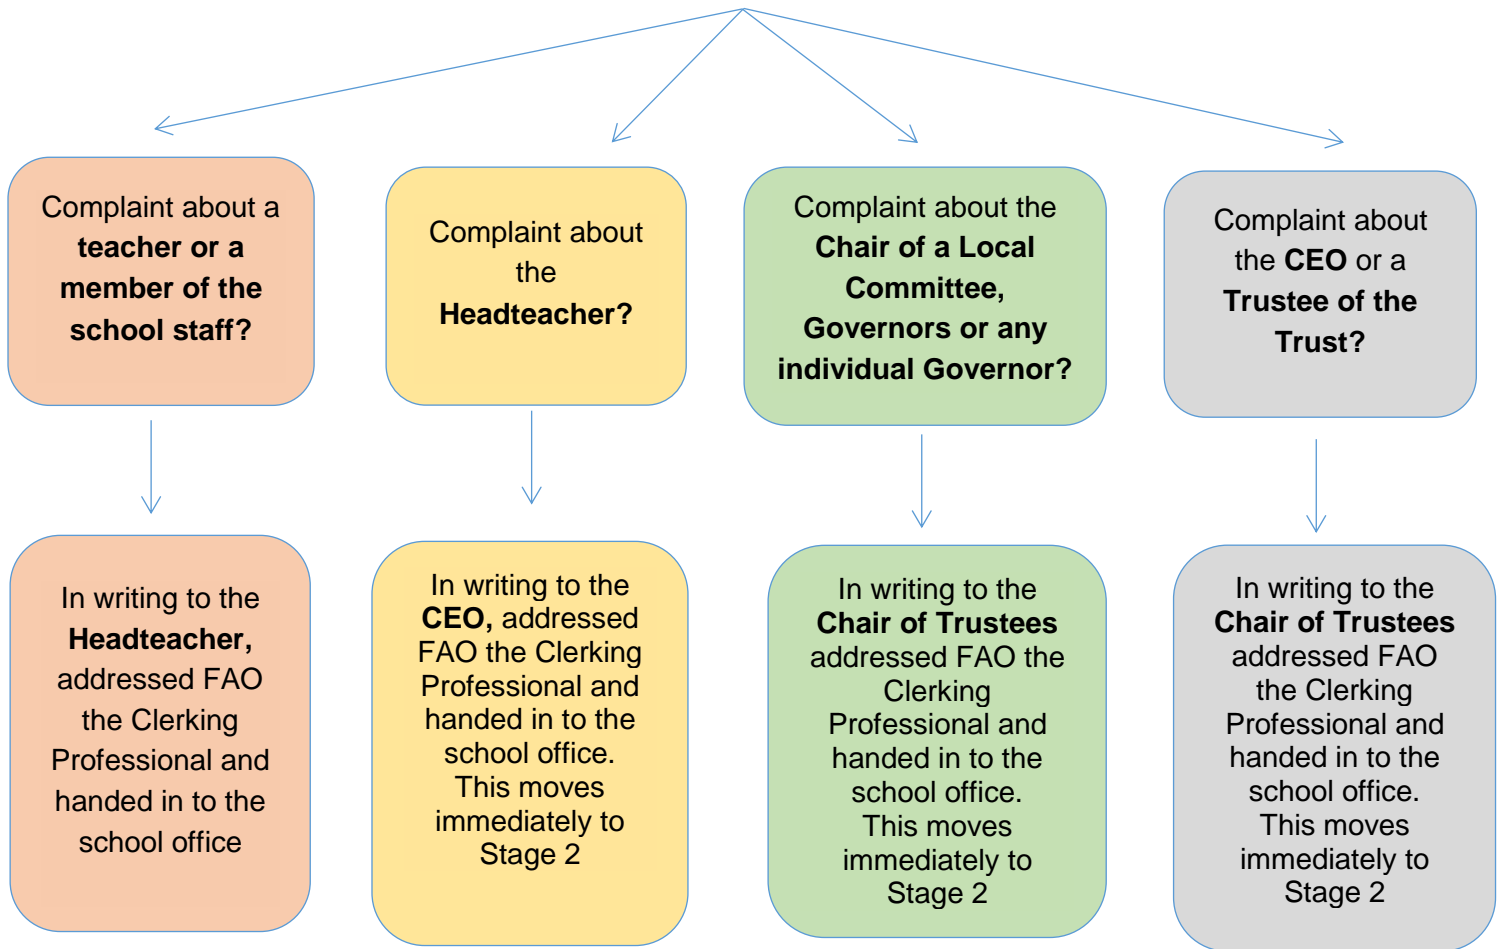 Complaint about a
teacher or a
member of the
school staff?
Complaint about
the
Headteacher?
Complaint about the
Chair of a Local
Committee,
Governors or any
individual Governor?
Complaint about
the CEO or a
Trustee of the
Trust?
In writing to the
Headteacher,
addressed FAO
the Clerking
Professional and
handed in to the
school office
In writing to the
CEO, addressed
FAO the Clerking
Professional and
handed in to the
school office.
This moves
immediately to
Stage 2
In writing to the
Chair of Trustees
addressed FAO the
Clerking
Professional and
handed in to the
school office.
This moves
immediately to
Stage 2
In writing to the
Chair of Trustees
addressed FAO
the Clerking
Professional and
handed in to the
school office.
This moves
immediately to
Stage 2